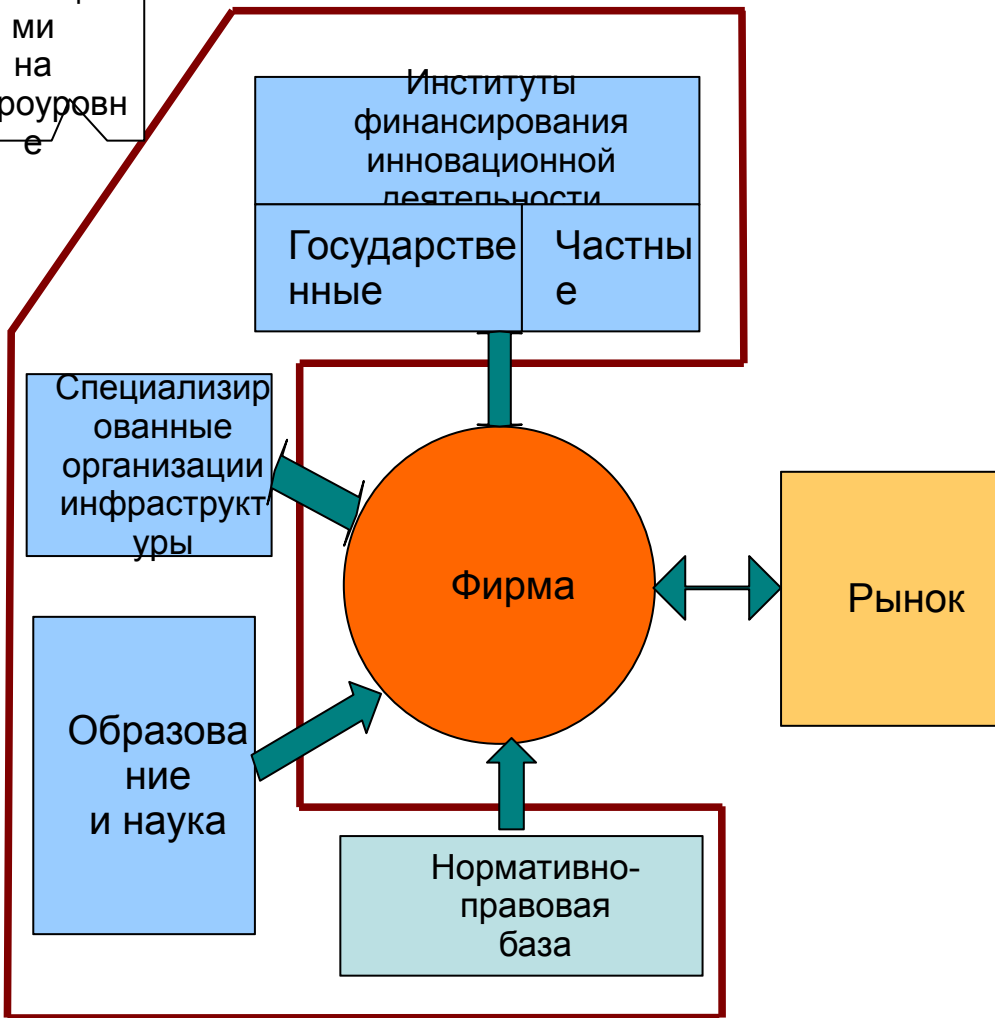 ми
на
е
Институты
финансирования
инновационной
деятельности
Государстве
нные
Частны
е
Специализир
ованные
организации
инфраструкт
уры
Фирма
Рынок
Образова
ние
и наука
Нормативно-
правовая
база